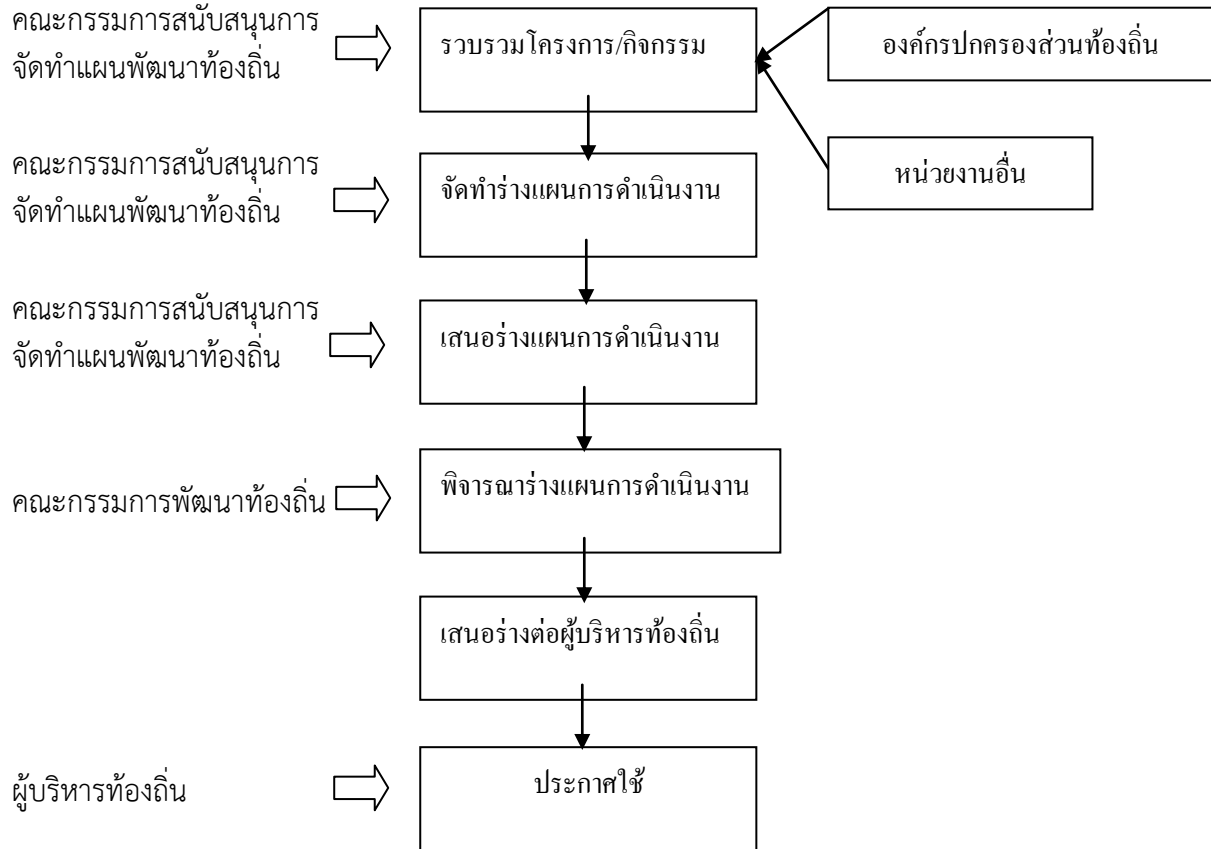 คณะกรรมการสนับสนุนการ
จัดทำแผนพัฒนาท้องถิ่น
รวบรวมโครงการ/กิจกรรม
องค์กรปกครองส่วนท้องถิ่น
หน่วยงานอื่น
คณะกรรมการสนับสนุนการ
จัดทำแผนพัฒนาท้องถิ่น
จัดทำร่างแผนการดำเนินงาน
คณะกรรมการสนับสนุนการ
จัดทำแผนพัฒนาท้องถิ่น
เสนอร่างแผนการดำเนินงาน
คณะกรรมการพัฒนาท้องถิ่น
พิจารณาร่างแผนการดำเนินงาน
เสนอร่างต่อผู้บริหารท้องถิ่น
ผู้บริหารท้องถิ่น
ประกาศใช้